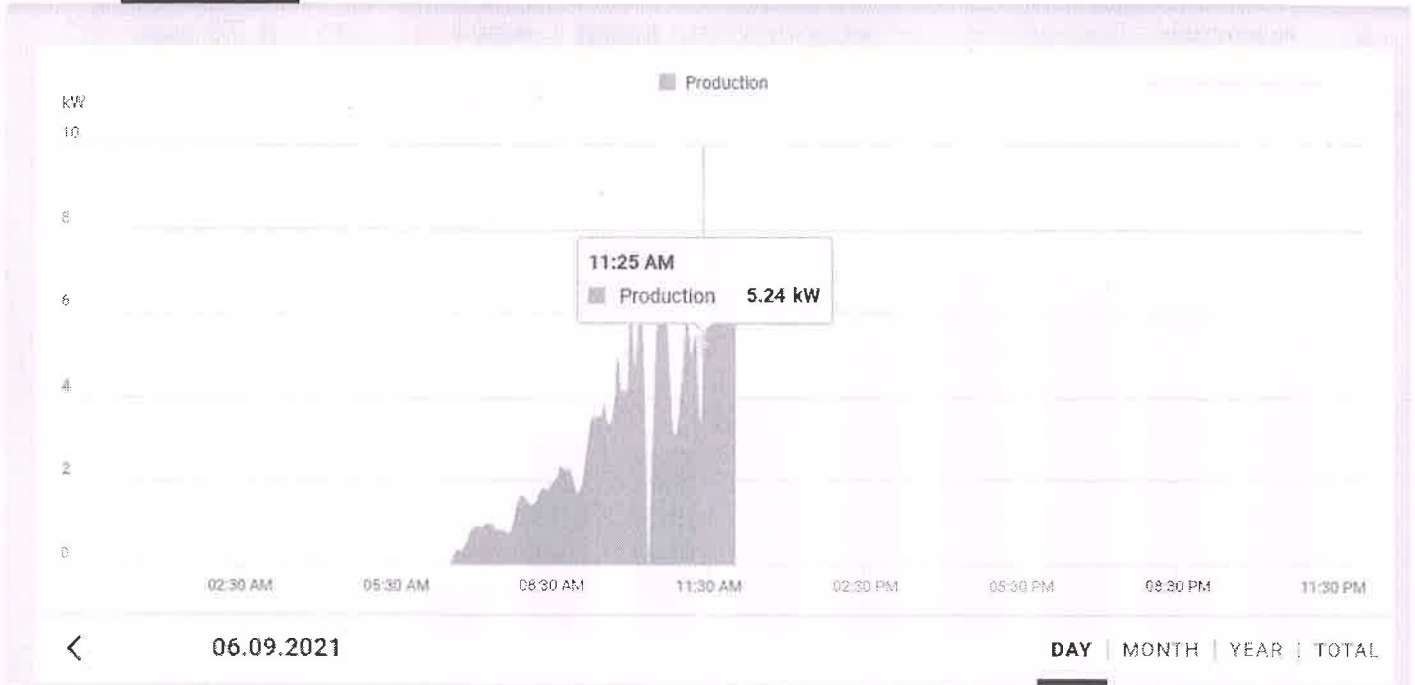 Production
kW
10
8
6
4
2
0
11:25 AM
Production 5.24 kW
02:30 AM 05:30 AM 08:30 AM 11:30 AM 02:30 PM 05:30 PM 08:30 PM 11:30 PM
06.09.2021 DAY | MONTH | YEAR | TOTAL